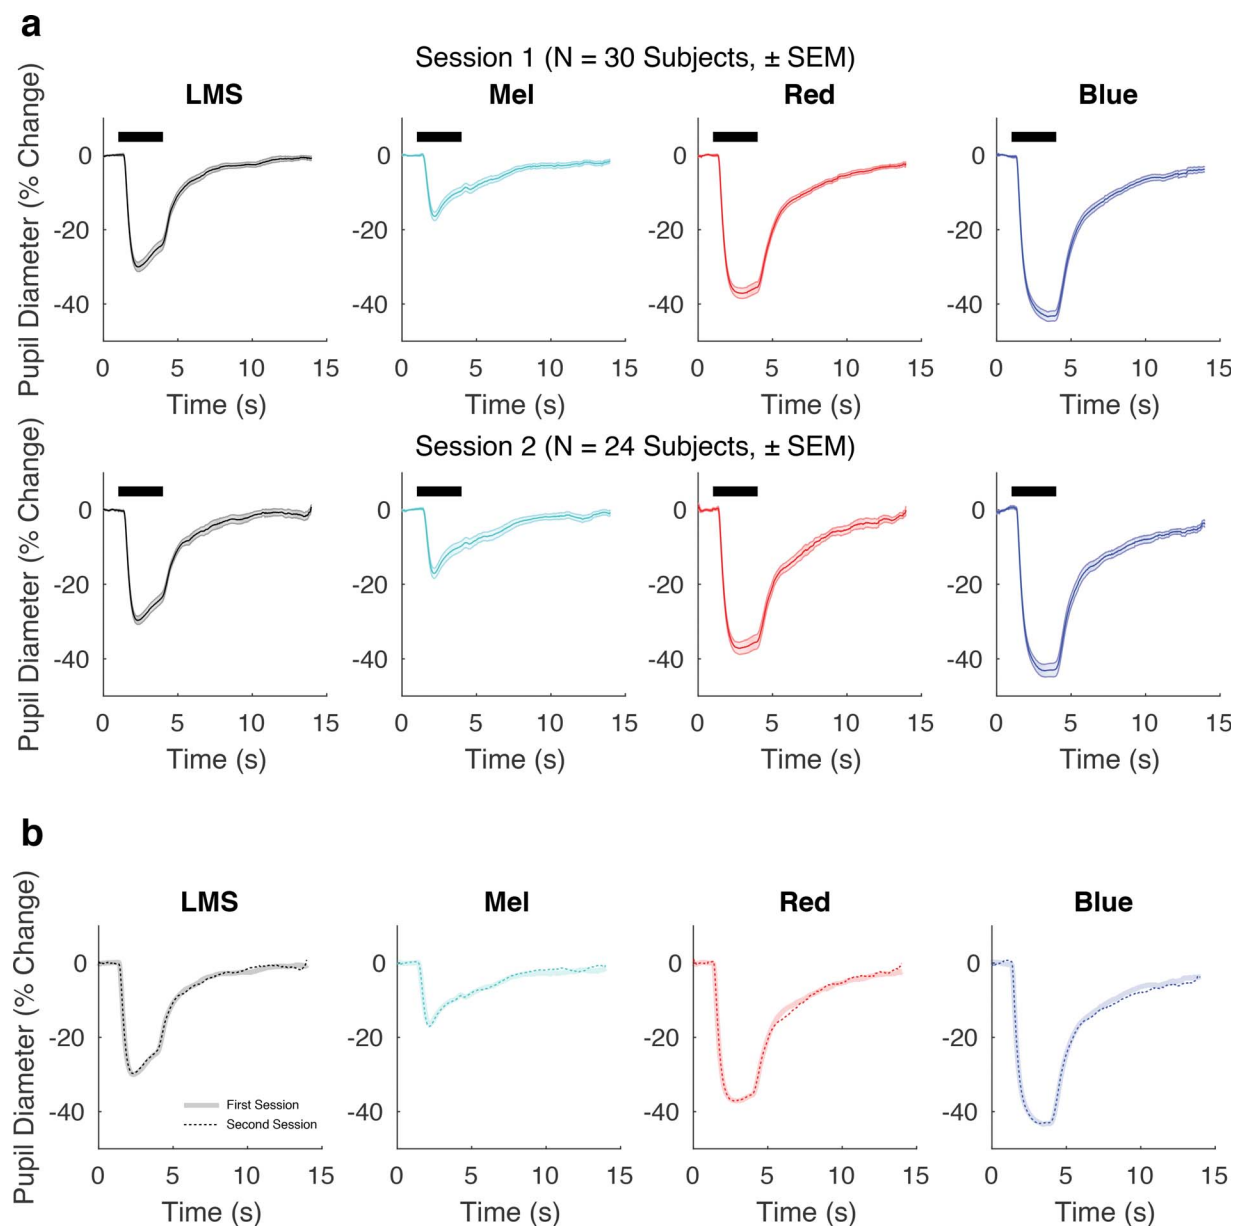 a
Session 1 (N = 30 Subjects, ± SEM)
LMS Mel Red Blue
Pupil Diameter (% Change)
0 0 0 0
-20 -20 -20 -20
-40 -40 -40 -40
0 5 10 15 0 5 10 15 0 5 10 15 0 5 10 15
Time (s) Time (s) Time (s) Time (s)
Session 2 (N = 24 Subjects, ± SEM)
Pupil Diameter (% Change)
0 0 0 0
-20 -20 -20 -20
-40 -40 -40 -40
0 5 10 15 0 5 10 15 0 5 10 15 0 5 10 15
Time (s) Time (s) Time (s) Time (s)
b
LMS Mel Red Blue
Pupil Diameter (% Change)
0 0 0 0
-20 -20 -20 -20
-40 -40 -40 -40
First Session
Second Session
0 5 10 15 0 5 10 15 0 5 10 15 0 5 10 15
Time (s) Time (s) Time (s) Time (s)